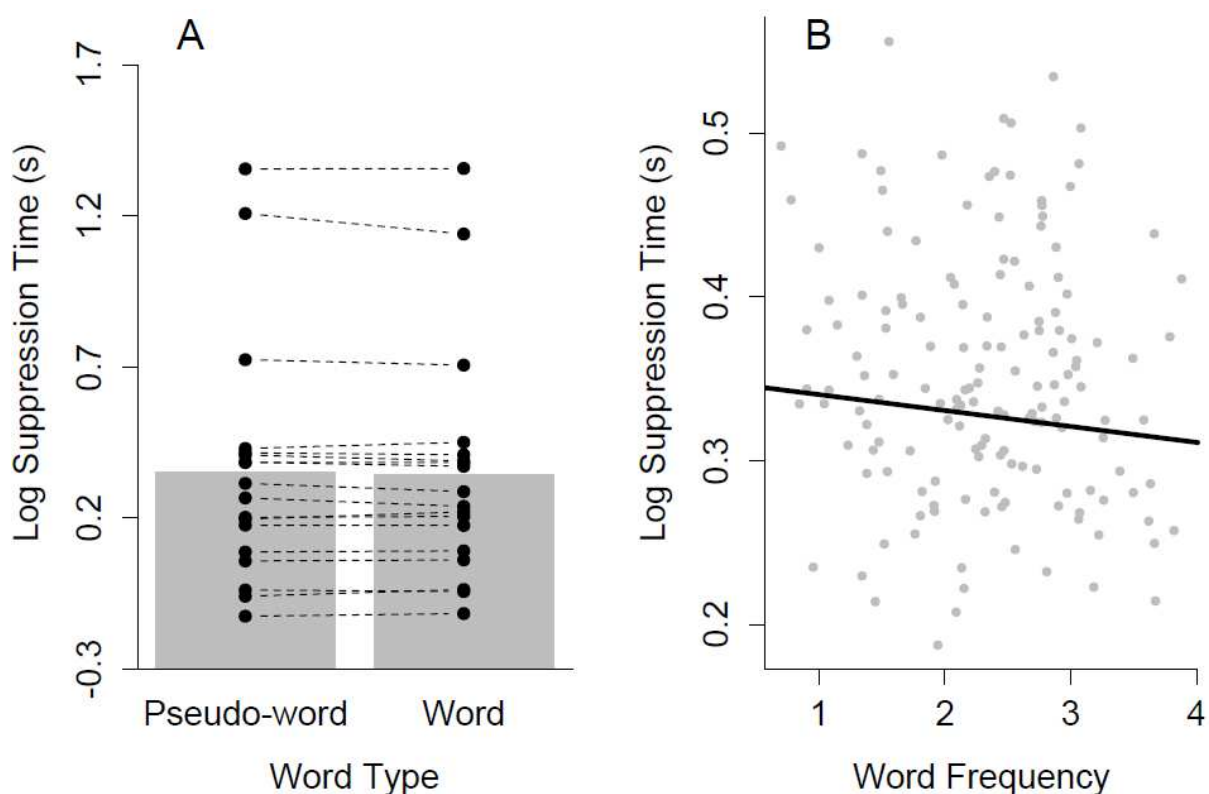 A
Log Suppression Time (s)
1.7
1.2
0.7
0.2
-0.3
Pseudo-word Word
Word Type
B
Log Suppression Time (s)
0.5
0.4
0.3
0.2
1 2 3 4
Word Frequency